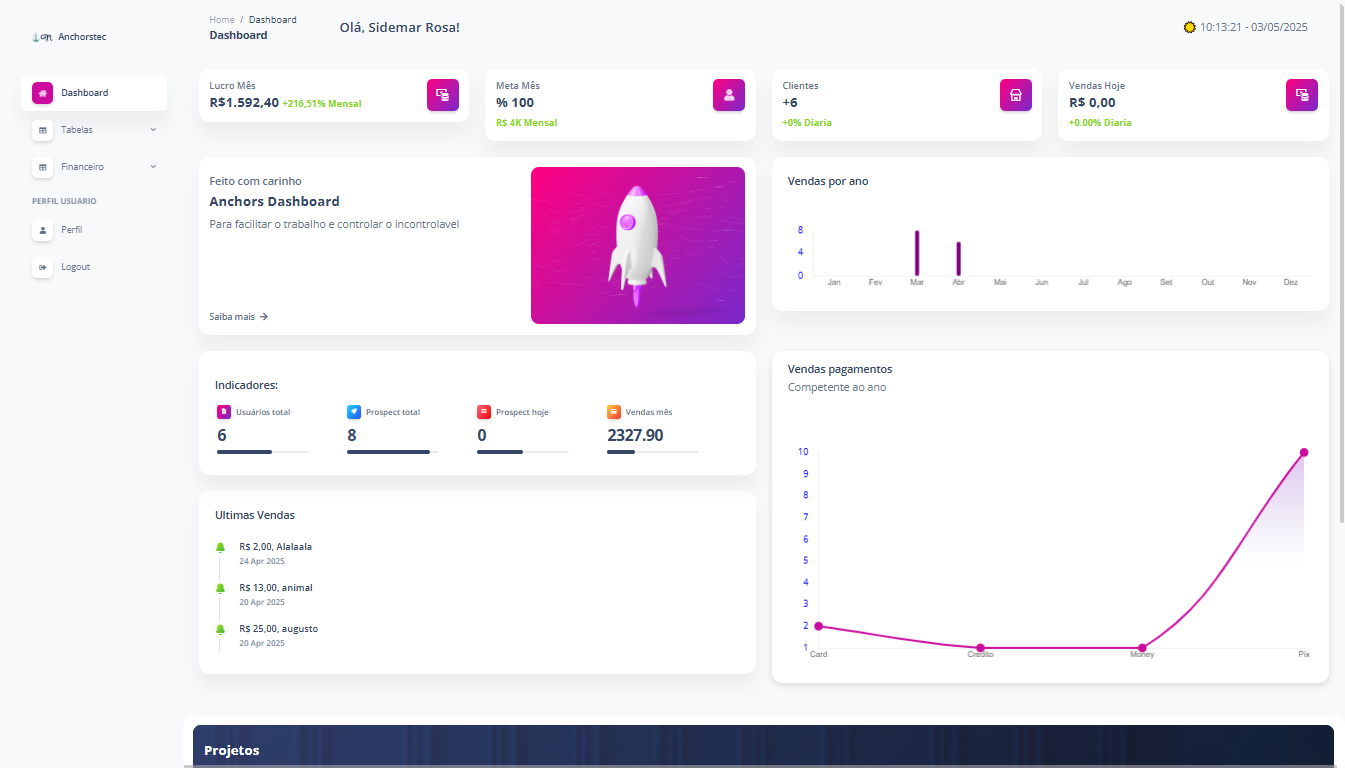 Anchorstec
Home / Dashboard
Dashboard
Olá, Sidemar Rosa!
10:13:21 - 03/05/2025
Dashboard
Tabelas
Financeiro
PERFIL USUARIO
Perfil
Logout
Lucro Mês
R$1.592,40 +216,51% Mensal
Meta Mês
% 100
R$ 4K Mensal
Clientes
+6
+0% Diaria
Vendas Hoje
R$ 0,00
+0.00% Diaria
Feito com carinho
Anchors Dashboard
Para facilitar o trabalho e controlar o incontrolavel
Saiba mais
Vendas por ano
8
4
0
Jan Fev Mar Abr Mai Jun Jul Ago Set Out Nov Dez
Indicadores:
Usuários total
6
Prospect total
8
Prospect hoje
0
Vendas mês
2327.90
Ultimas Vendas
R$ 2,00, Alalaala
24 Apr 2025
R$ 13,00, animal
20 Apr 2025
R$ 25,00, augusto
20 Apr 2025
Vendas pagamentos
Competente ao ano
10
9
8
7
6
5
4
3
2
1
Card Credito Money Pix
Projetos